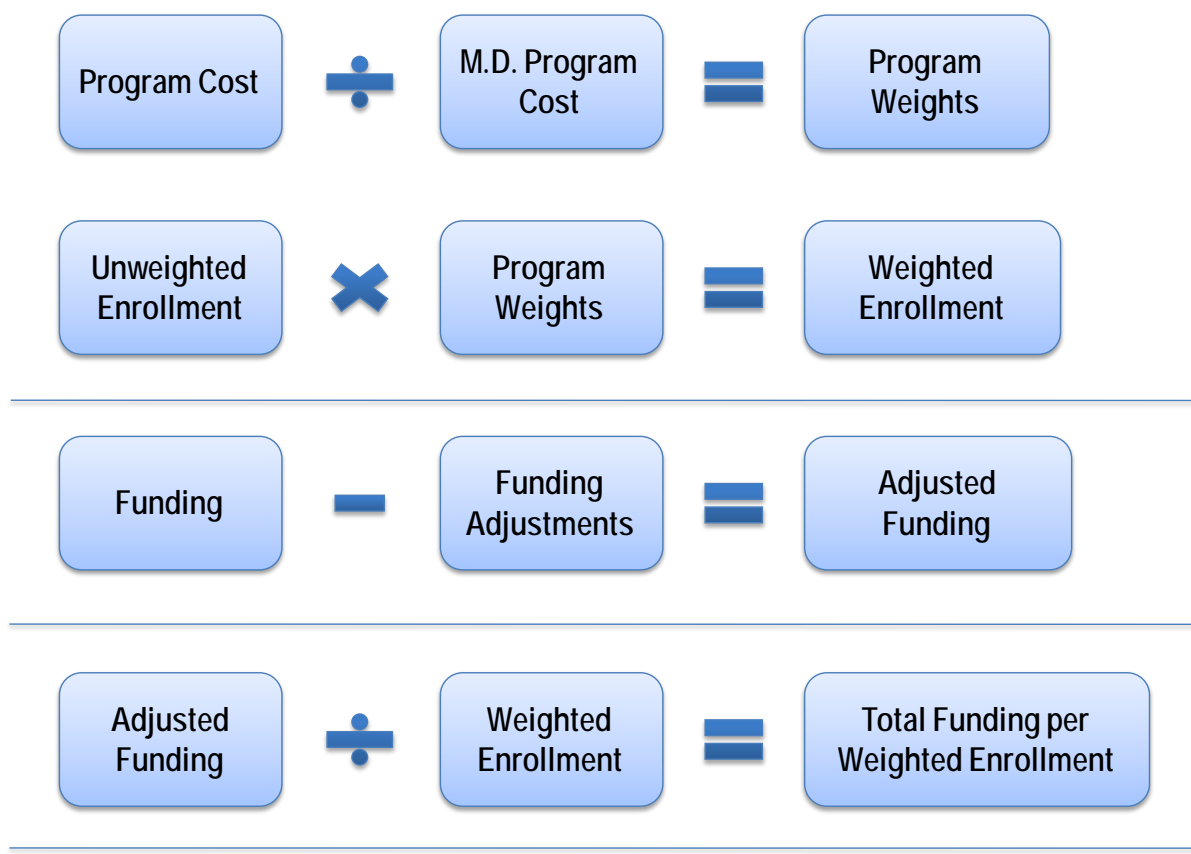 Program Cost
M.D. Program
Cost
Program
Weights
Unweighted
Enrollment
Program
Weights
Weighted
Enrollment
Funding
Funding
Adjustments
Adjusted
Funding
Adjusted
Funding
Weighted
Enrollment
Total Funding per
Weighted Enrollment